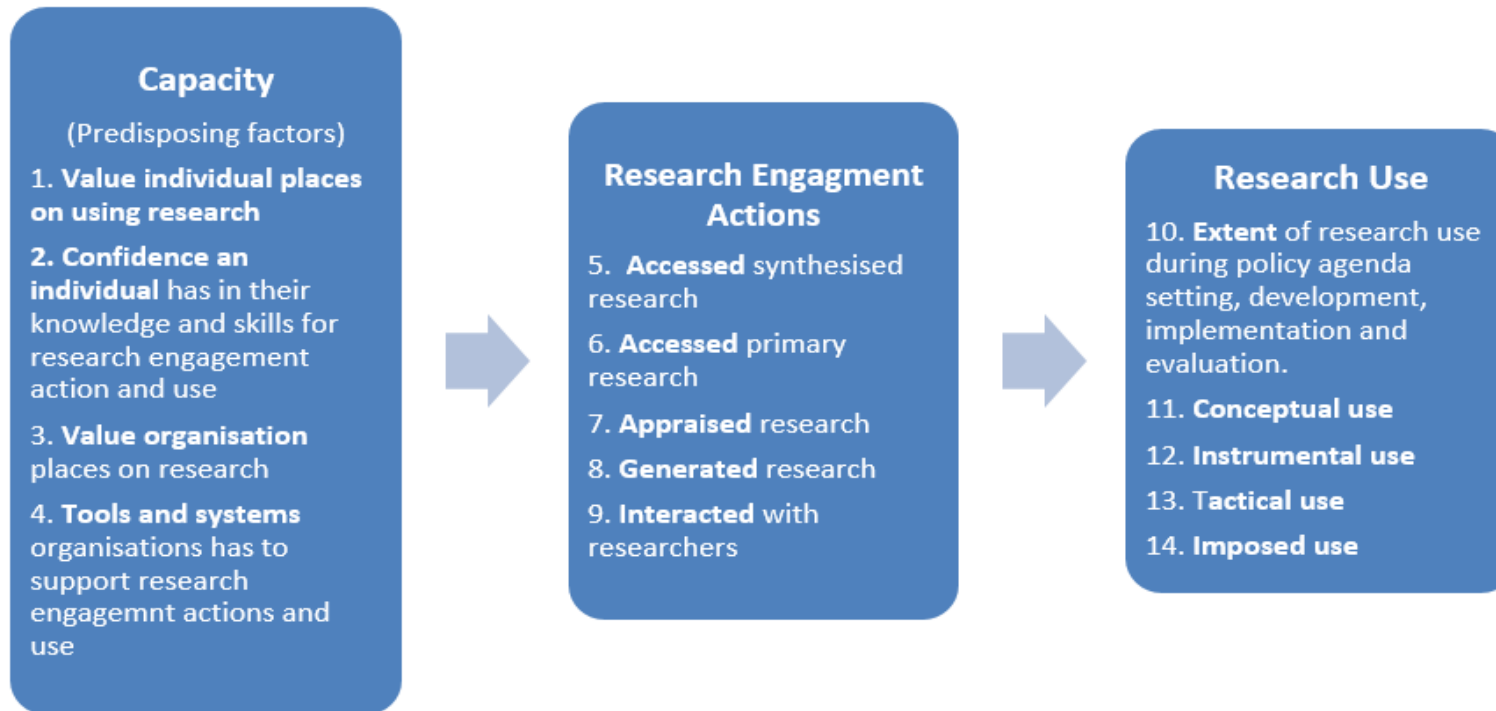 Capacity
(Predisposing factors)
1. Value individual places
on using research
2. Confidence an
individual has in their
knowledge and skills for
research engagement
action and use
3. Value organisation
places on research
4. Tools and systems
organisations has to
support research
engagemnt actions and
use
Research Engagment
Actions
5. Accessed synthesised
research
6. Accessed primary
research
7. Appraised research
8. Generated research
9. Interacted with
researchers
Research Use
10. Extent of research use
during policy agenda
setting, development,
implementation and
evaluation.
11. Conceptual use
12. Instrumental use
13. Tactical use
14. Imposed use